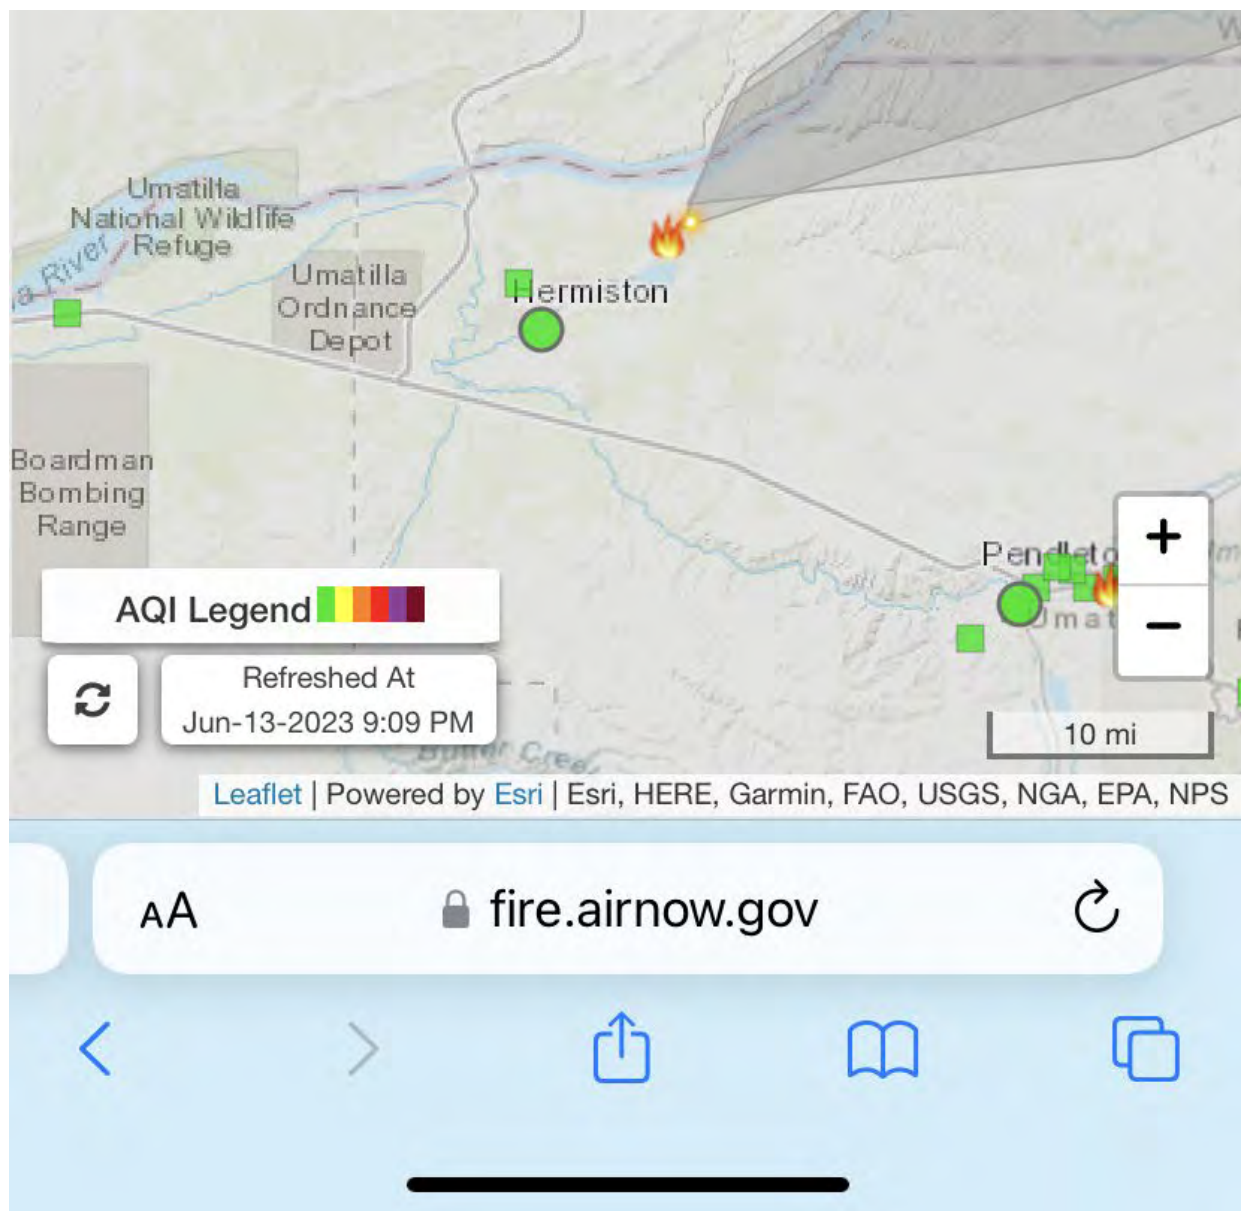 W
Umatilla
National Wildlife
Refuge
River
Umatilla
Ordnance
Depot
Hermiston
Boardman
Bombing
Range
Pendleto
Umat
AQI Legend
Refreshed At
Jun-13-2023 9:09 PM
+
−
10 mi
Leaflet | Powered by Esri | Esri, HERE, Garmin, FAO, USGS, NGA, EPA, NPS
AA
fire.airnow.gov